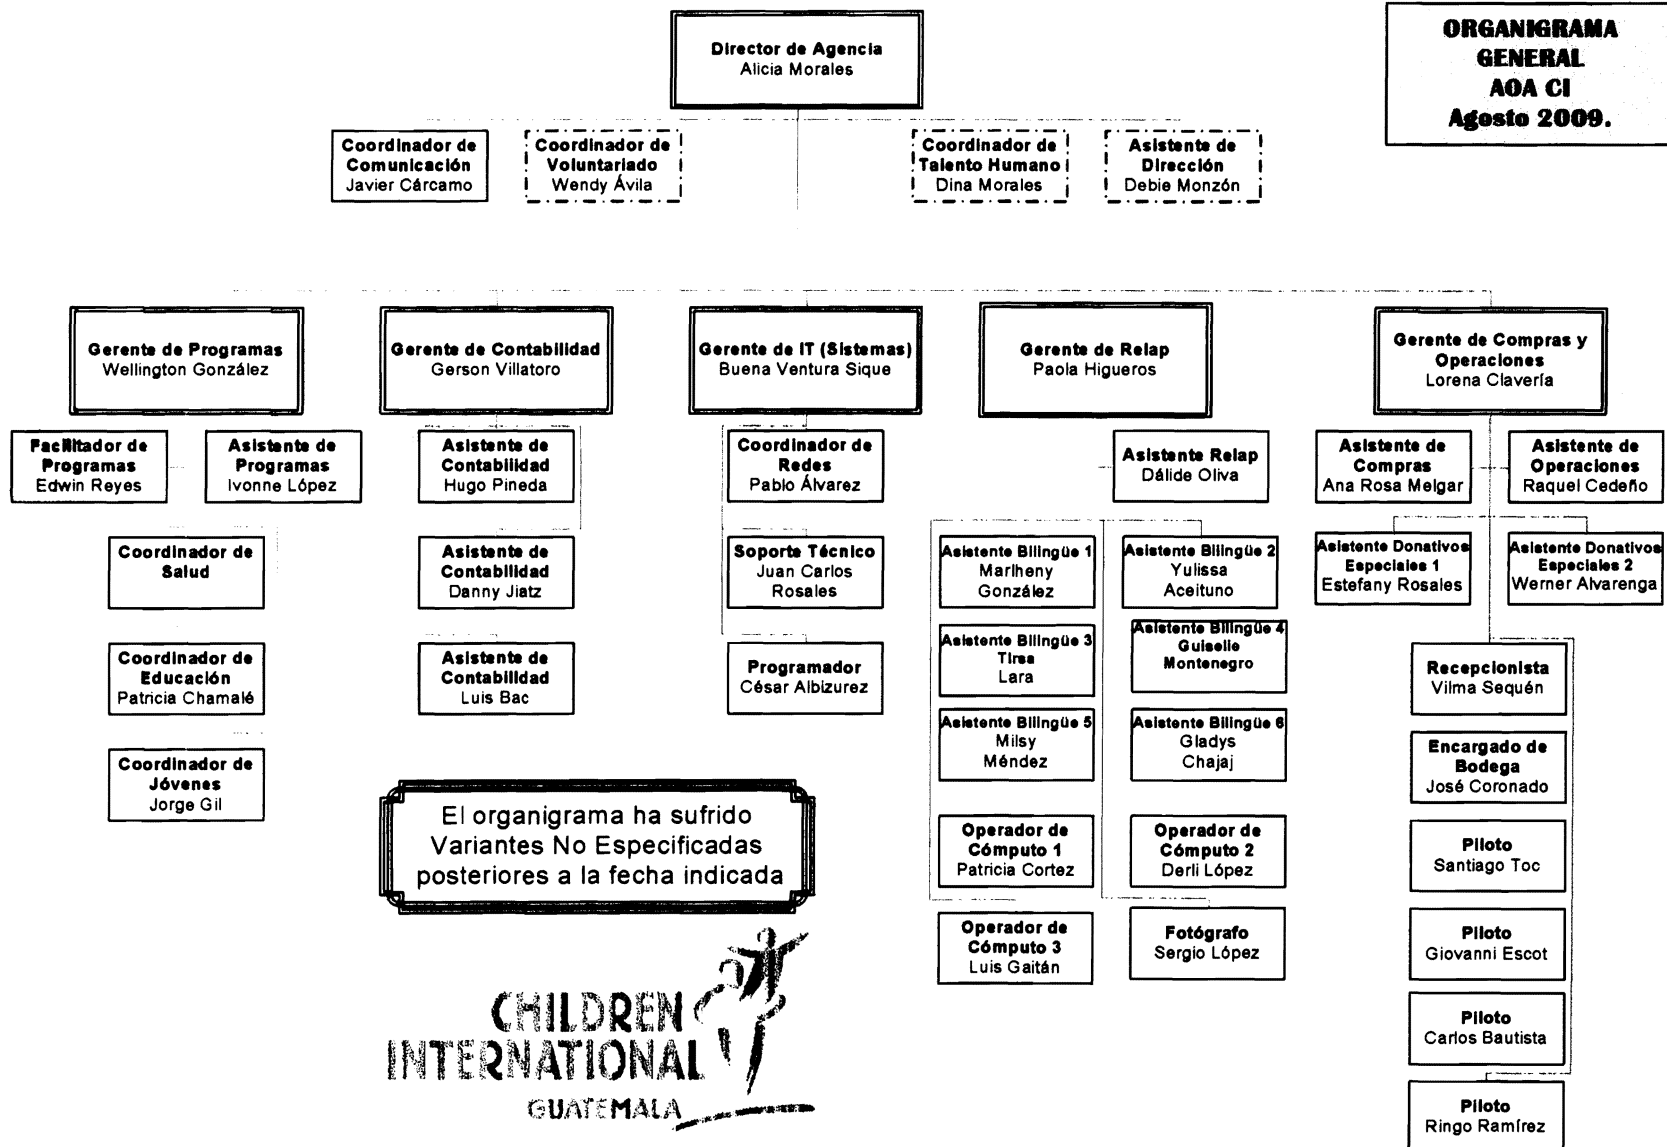 ORGANIGRAMA
GENERAL
AOA CI
Agosto 2009.
Director de Agencia
Alicia Morales
Coordinador de
Comunicación
Javier Cárcamo
Coordinador de
Voluntariado
Wendy Ávila
Coordinador de
Talento Humano
Dina Morales
Asistente de
Dirección
Debie Monzón
Gerente de Programas
Wellington González
Gerente de Contabilidad
Gerson Villatoro
Gerente de IT (Sistemas)
Buena Ventura Sique
Gerente de Relap
Paola Higueros
Gerente de Compras y
Operaciones
Lorena Clavería
Facilitador de
Programas
Edwin Reyes
Asistente de
Programas
Ivonne López
Coordinador de
Salud
Coordinador de
Educación
Patricia Chamalé
Coordinador de
Jóvenes
Jorge Gil
Asistente de
Contabilidad
Hugo Pineda
Asistente de
Contabilidad
Danny Jiatz
Asistente de
Contabilidad
Luis Bac
Coordinador de
Redes
Pablo Álvarez
Soporte Técnico
Juan Carlos
Rosales
Programador
César Albizurez
Asistente Relap
Dálide Oliva
Asistente Bilingüe 1
Marlheny
González
Asistente Bilingüe 2
Yulissa
Aceituno
Asistente Bilingüe 3
Tirsa
Lara
Asistente Bilingüe 4
Guiselle
Montenegro
Asistente Bilingüe 5
Milsy
Méndez
Asistente Bilingüe 6
Gladys
Chajaj
Operador de
Cómputo 1
Patricia Cortez
Operador de
Cómputo 2
Derli López
Operador de
Cómputo 3
Luis Gaitán
Fotógrafo
Sergio López
Asistente de
Compras
Ana Rosa Melgar
Asistente de
Operaciones
Raquel Cedeño
Asistente Donativos
Especiales 1
Estefany Rosales
Asistente Donativos
Especiales 2
Werner Alvarenga
Recepcionista
Vilma Sequén
Encargado de
Bodega
José Coronado
Piloto
Santiago Toc
Piloto
Giovanni Escot
Piloto
Carlos Bautista
Piloto
Ringo Ramírez
El organigrama ha sufrido
Variantes No Especificadas
posteriores a la fecha indicada
CHILDREN
INTERNATIONAL
GUATEMALA